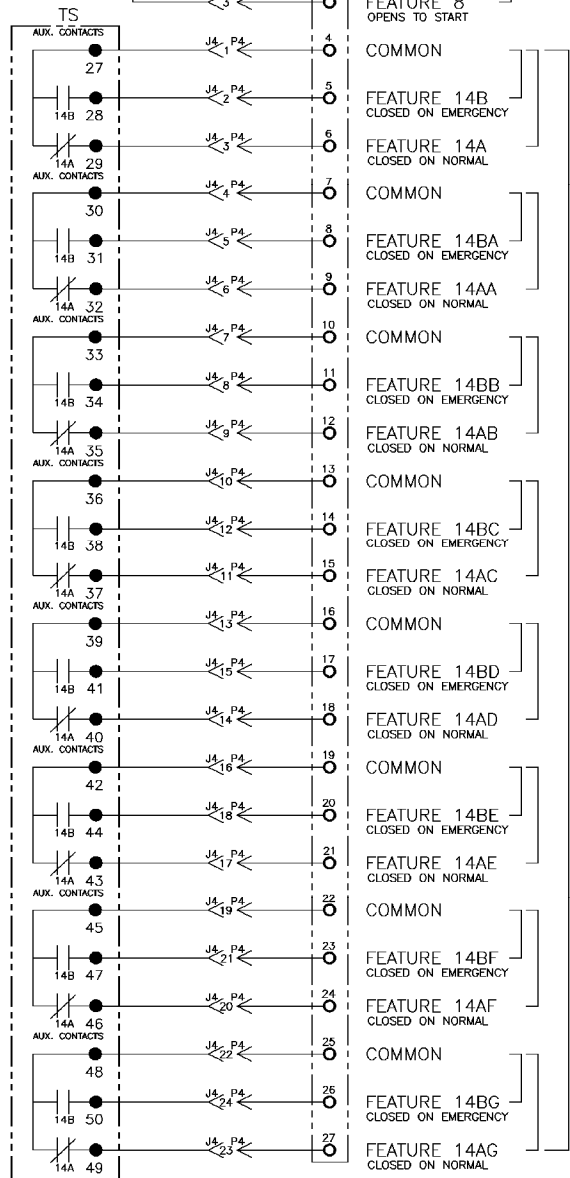 3 FEATURE 8
OPENS TO START
TS
AUX. CONTACTS
27 J4 1 P4 4 COMMON
14B 28 J4 2 P4 5 FEATURE 14B
CLOSED ON EMERGENCY
14A 29 J4 3 P4 6 FEATURE 14A
CLOSED ON NORMAL
AUX. CONTACTS
30 J4 4 P4 7 COMMON
14B 31 J4 5 P4 8 FEATURE 14BA
CLOSED ON EMERGENCY
14A 32 J4 6 P4 9 FEATURE 14AA
CLOSED ON NORMAL
AUX. CONTACTS
33 J4 7 P4 10 COMMON
14B 34 J4 8 P4 11 FEATURE 14BB
CLOSED ON EMERGENCY
14A 35 J4 9 P4 12 FEATURE 14AB
CLOSED ON NORMAL
AUX. CONTACTS
36 J4 10 P4 13 COMMON
14B 38 J4 12 P4 14 FEATURE 14BC
CLOSED ON EMERGENCY
14A 37 J4 11 P4 15 FEATURE 14AC
CLOSED ON NORMAL
AUX. CONTACTS
39 J4 13 P4 16 COMMON
14B 41 J4 15 P4 17 FEATURE 14BD
CLOSED ON EMERGENCY
14A 40 J4 14 P4 18 FEATURE 14AD
CLOSED ON NORMAL
AUX. CONTACTS
42 J4 16 P4 19 COMMON
14B 44 J4 18 P4 20 FEATURE 14BE
CLOSED ON EMERGENCY
14A 43 J4 17 P4 21 FEATURE 14AE
CLOSED ON NORMAL
AUX. CONTACTS
45 J4 19 P4 22 COMMON
14B 47 J4 21 P4 23 FEATURE 14BF
CLOSED ON EMERGENCY
14A 46 J4 20 P4 24 FEATURE 14AF
CLOSED ON NORMAL
AUX. CONTACTS
48 J4 22 P4 25 COMMON
14B 50 J4 24 P4 26 FEATURE 14BG
CLOSED ON EMERGENCY
14A 49 J4 23 P4 27 FEATURE 14AG
CLOSED ON NORMAL